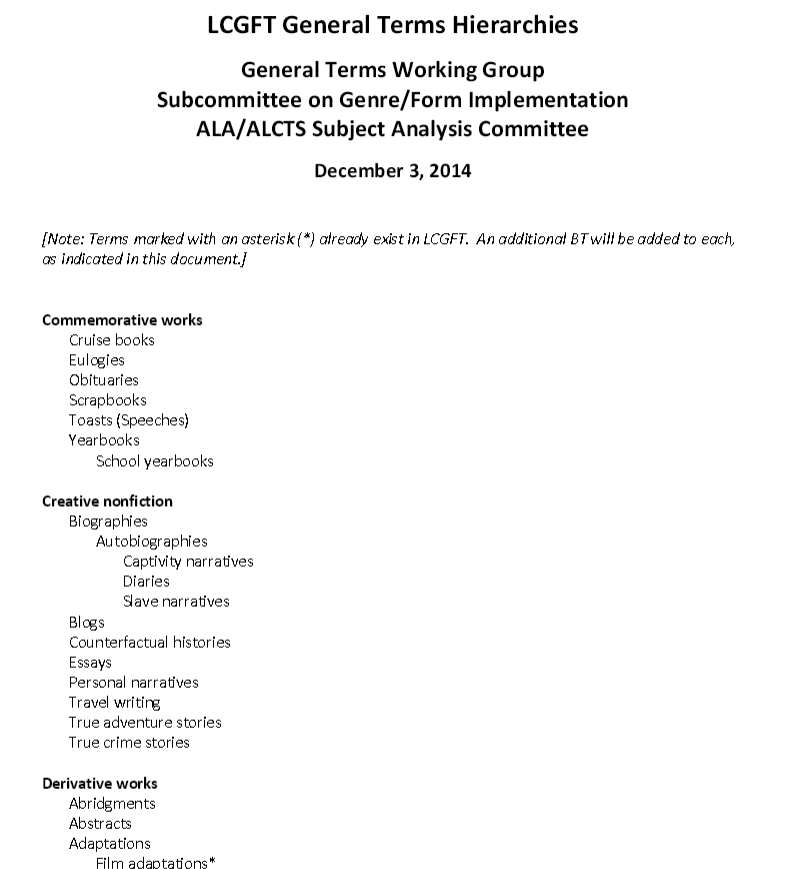 LCGFT General Terms Hierarchies
General Terms Working Group
Subcommittee on Genre/Form Implementation
ALA/ALCTS Subject Analysis Committee
December 3, 2014
[Note: Terms marked with an asterisk (*) already exist in LCGFT. An additional BT will be added to each,
as indicated in this document.]
Commemorative works
Cruise books
Eulogies
Obituaries
Scrapbooks
Toasts (Speeches)
Yearbooks
School yearbooks
Creative nonfiction
Biographies
Autobiographies
Captivity narratives
Diaries
Slave narratives
Blogs
Counterfactual histories
Essays
Personal narratives
Travel writing
True adventure stories
True crime stories
Derivative works
Abridgments
Abstracts
Adaptations
Film adaptations*